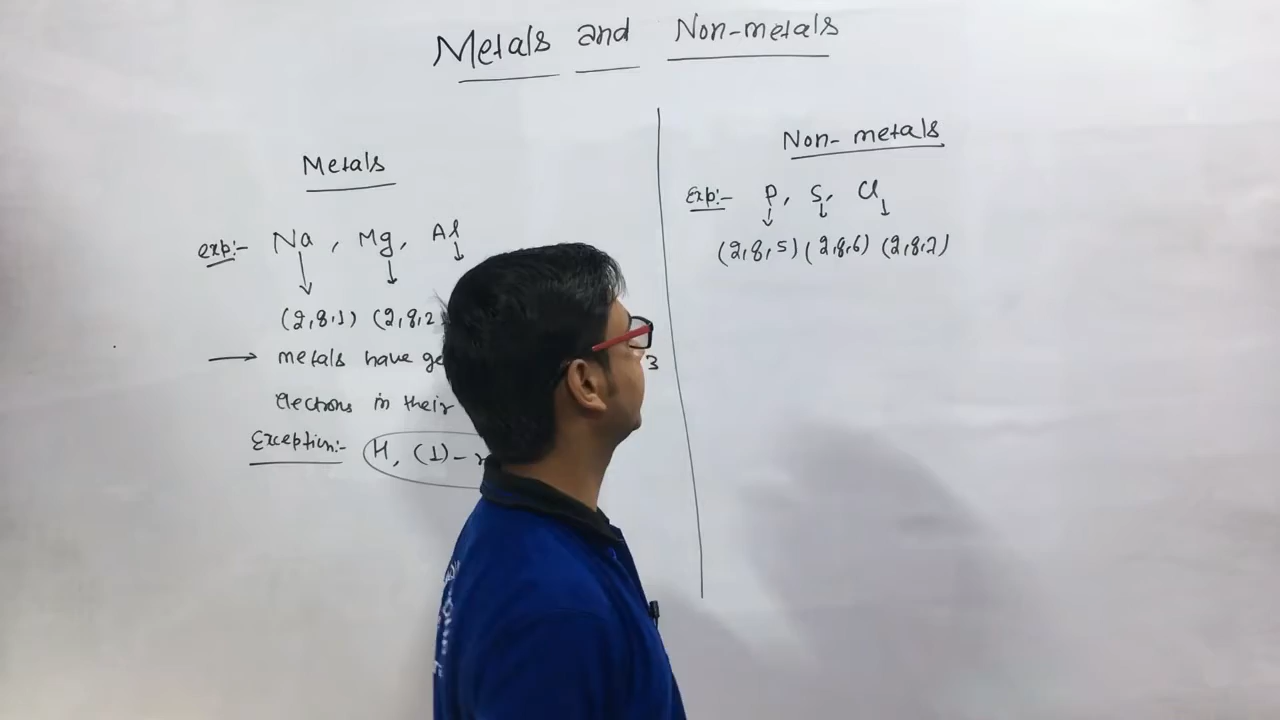 Metals and Non-metals
Metals
exp:- Na, Mg, Al
(2,8,1) (2,8,2
→ metals have ge
3
electrons in their
Exception:- H, (1) -
Non- metals
Exp:- P, S, Cl
(2,8,5) (2,8,6) (2,8,7)